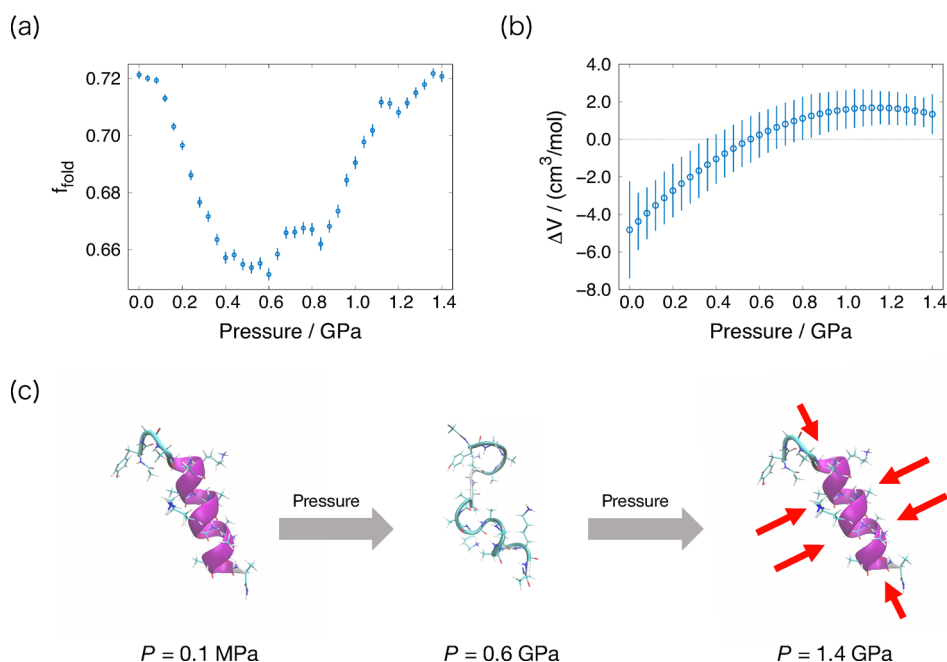 (a)
f_fold
0.72
0.70
0.68
0.66
0.0 0.2 0.4 0.6 0.8 1.0 1.2 1.4
Pressure / GPa
(b)
ΔV / (cm³/mol)
4.0
2.0
0.0
−2.0
−4.0
−6.0
−8.0
0.0 0.2 0.4 0.6 0.8 1.0 1.2 1.4
Pressure / GPa
(c)
Pressure
Pressure
P = 0.1 MPa
P = 0.6 GPa
P = 1.4 GPa